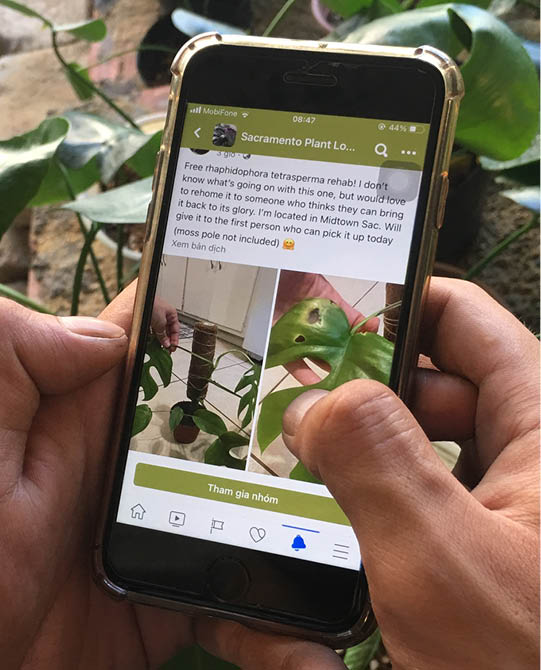 MobiFone
08:47
44%
Sacramento Plant Lo...
3 giờ
Free rhaphidophora tetrasperma rehab! I don't
know what's going on with this one, but would love
to rehome it to someone who thinks they can bring
it back to its glory. I'm located in Midtown Sac. Will
give it to the first person who can pick it up today
(moss pole not included) 🤗
Xem bản dịch
Tham gia nhóm